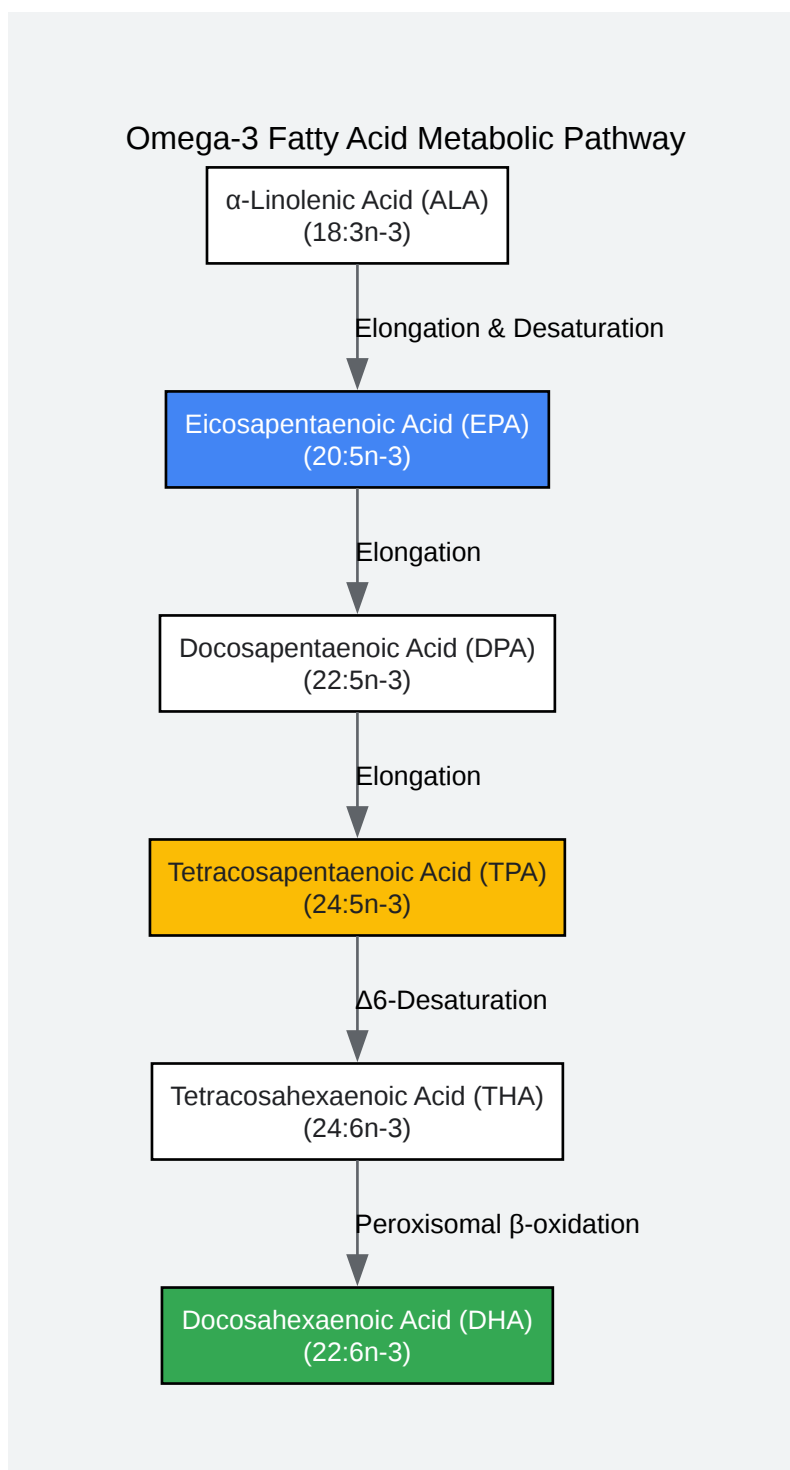 Omega-3 Fatty Acid Metabolic Pathway
α-Linolenic Acid (ALA)
(18:3n-3)
Elongation & Desaturation
Eicosapentaenoic Acid (EPA)
(20:5n-3)
Elongation
Docosapentaenoic Acid (DPA)
(22:5n-3)
Elongation
Tetracosapentaenoic Acid (TPA)
(24:5n-3)
Δ6-Desaturation
Tetracosahexaenoic Acid (THA)
(24:6n-3)
Peroxisomal β-oxidation
Docosahexaenoic Acid (DHA)
(22:6n-3)